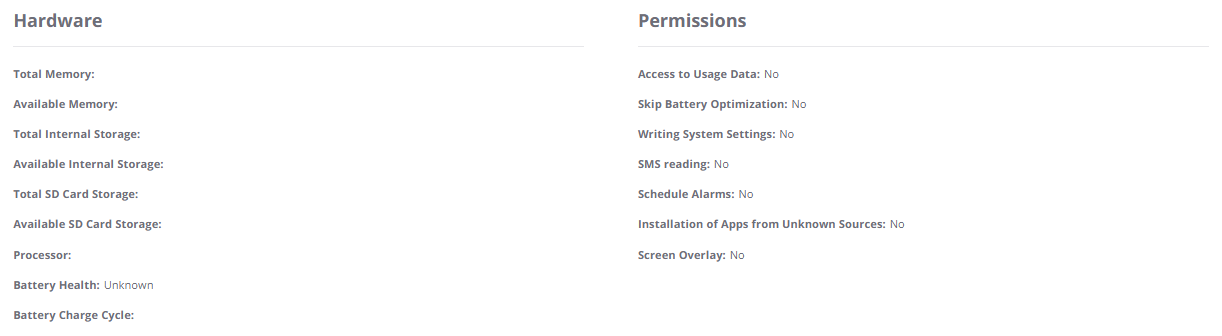 Hardware
Total Memory:
Available Memory:
Total Internal Storage:
Available Internal Storage:
Total SD Card Storage:
Available SD Card Storage:
Processor:
Battery Health: Unknown
Battery Charge Cycle:
Permissions
Access to Usage Data: No
Skip Battery Optimization: No
Writing System Settings: No
SMS reading: No
Schedule Alarms: No
Installation of Apps from Unknown Sources: No
Screen Overlay: No